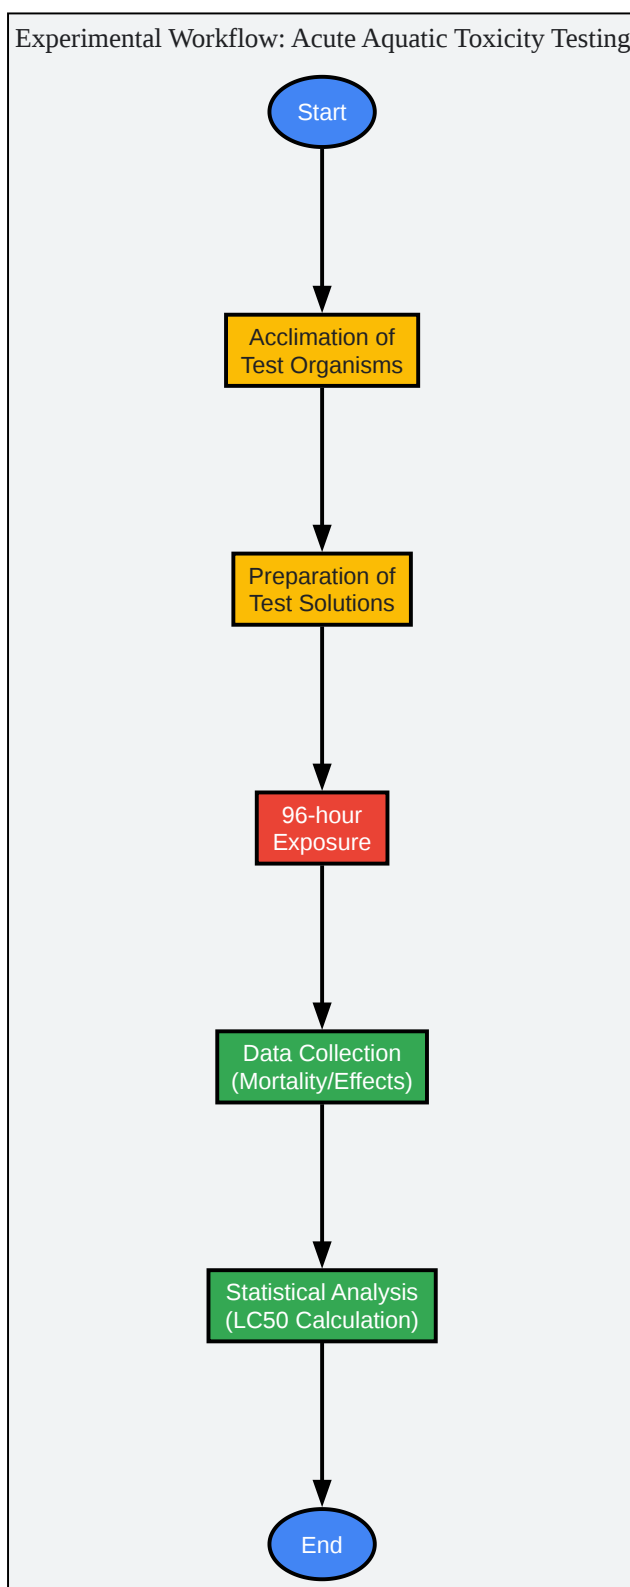 Experimental Workflow: Acute Aquatic Toxicity Testing
Start
Acclimation of
Test Organisms
Preparation of
Test Solutions
96-hour
Exposure
Data Collection
(Mortality/Effects)
Statistical Analysis
(LC50 Calculation)
End